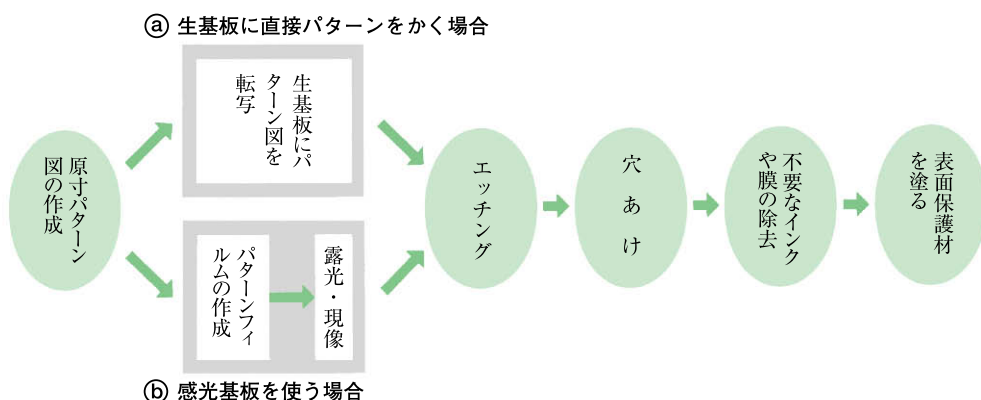 ⓐ 生基板に直接パターンをかく場合
原寸パターン
図の作成
生基板にパ
ターン図を
転写
パターンフィ
ルムの作成
露光・現像
ⓑ 感光基板を使う場合
エッチング
穴あけ
不要なインク
や膜の除去
表面保護材
を塗る